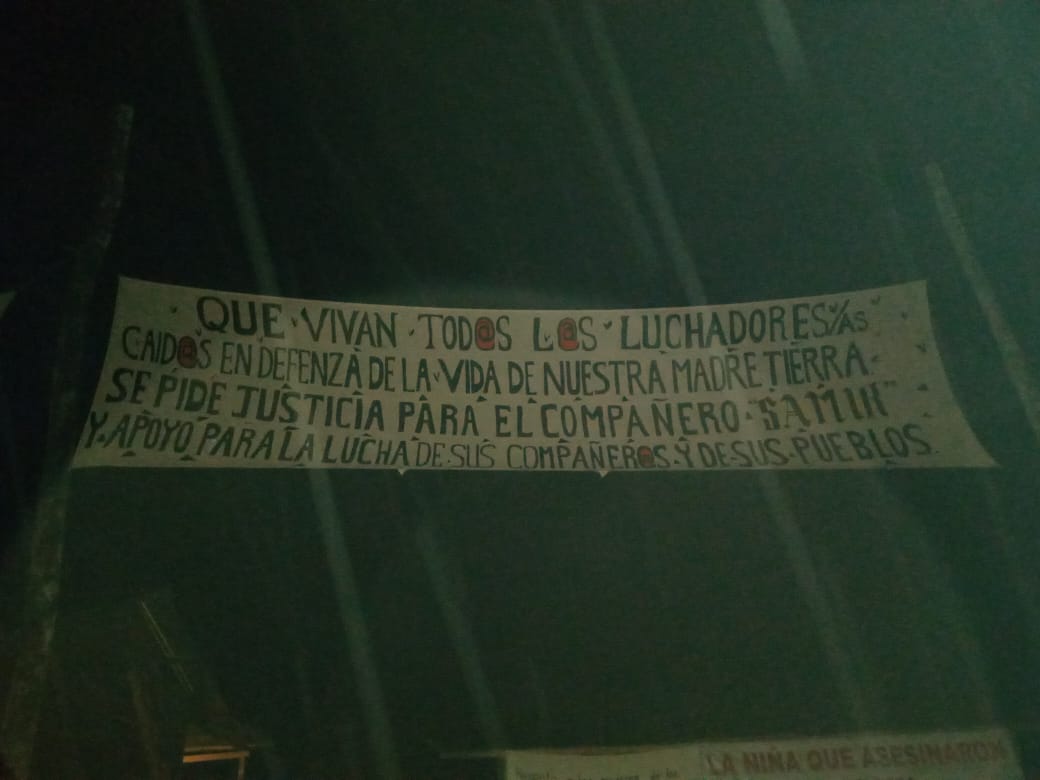 QUE VIVAN TOD@S L@S LUCHADORES/AS
CAID@S EN DEFENZA DE LA VIDA DE NUESTRA MADRE TIERRA
SE PIDE JUSTICIA PARA EL COMPAÑERO "SAMIR"
Y APOYO PARA LA LUCHA DE SUS COMPAÑER@S Y DE SUS PUEBLOS
LA NIÑA QUE ASESINARON